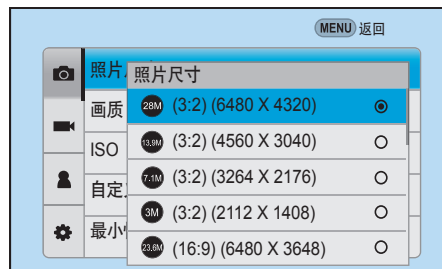 MENU 返回
照片
照片尺寸
画质
28M (3:2) (6480 X 4320)
ISO
13.9M (3:2) (4560 X 3040)
7.1M (3:2) (3264 X 2176)
自定
3M (3:2) (2112 X 1408)
最小
23.6M (16:9) (6480 X 3648)